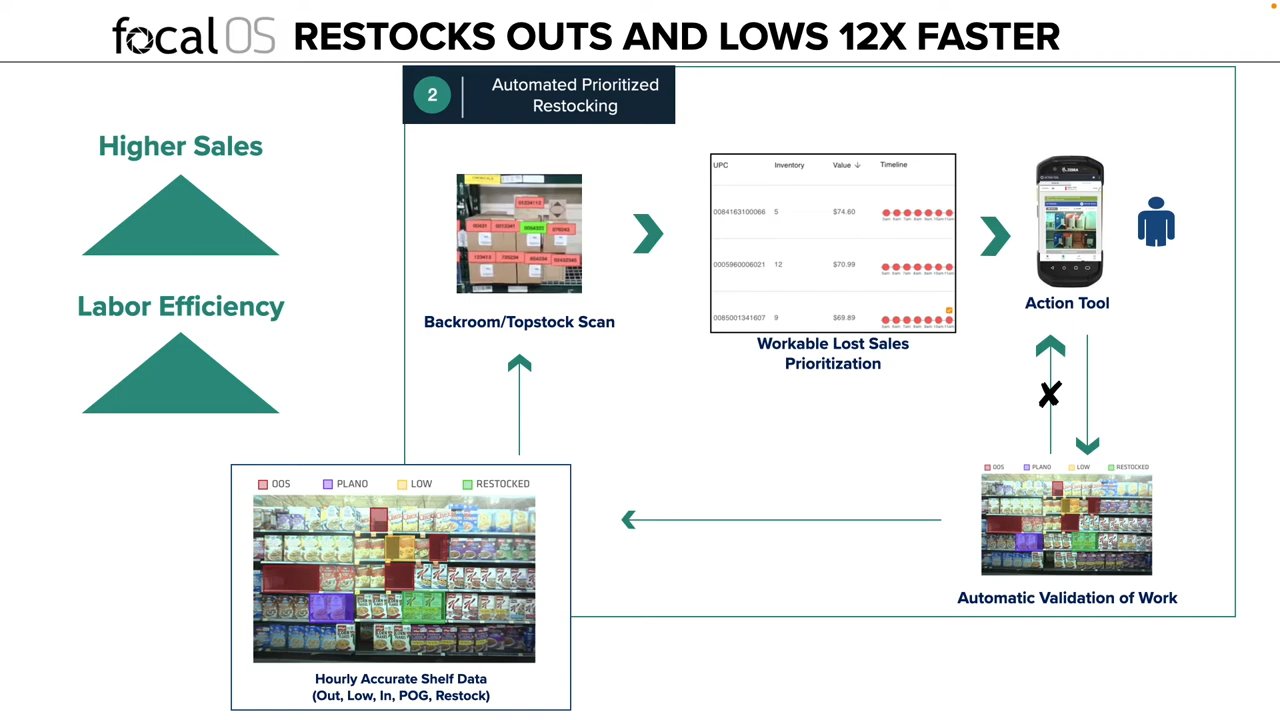 focal OS RESTOCKS OUTS AND LOWS 12X FASTER
2
Automated Prioritized
Restocking
Higher Sales
Labor Efficiency
Backroom/Topstock Scan
UPC Inventory Value Timeline
0084163100066 5 $74.60
0005960006021 12 $70.99
0085001341607 9 $69.89
Workable Lost Sales
Prioritization
Action Tool
OOS PLANO LOW RESTOCKED
Hourly Accurate Shelf Data
(Out, Low, In, POG, Restock)
OOS PLANO LOW RESTOCKED
Automatic Validation of Work